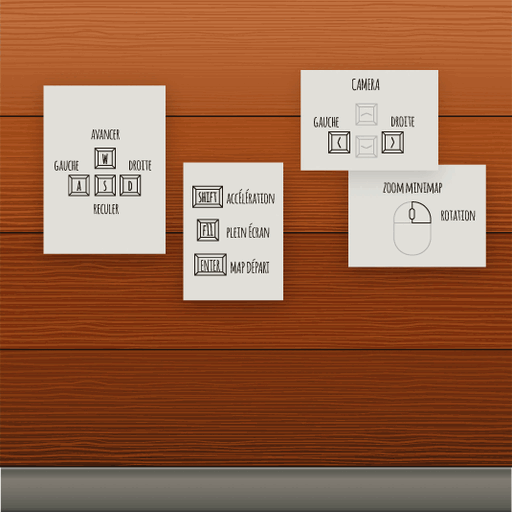 AVANCER
W
GAUCHE DROITE
A S D
RECULER
SHIFT ACCÉLÉRATION
F11 PLEIN ÉCRAN
ENTER MAP DÉPART
CAMERA
GAUCHE DROITE
ZOOM MINIMAP
ROTATION